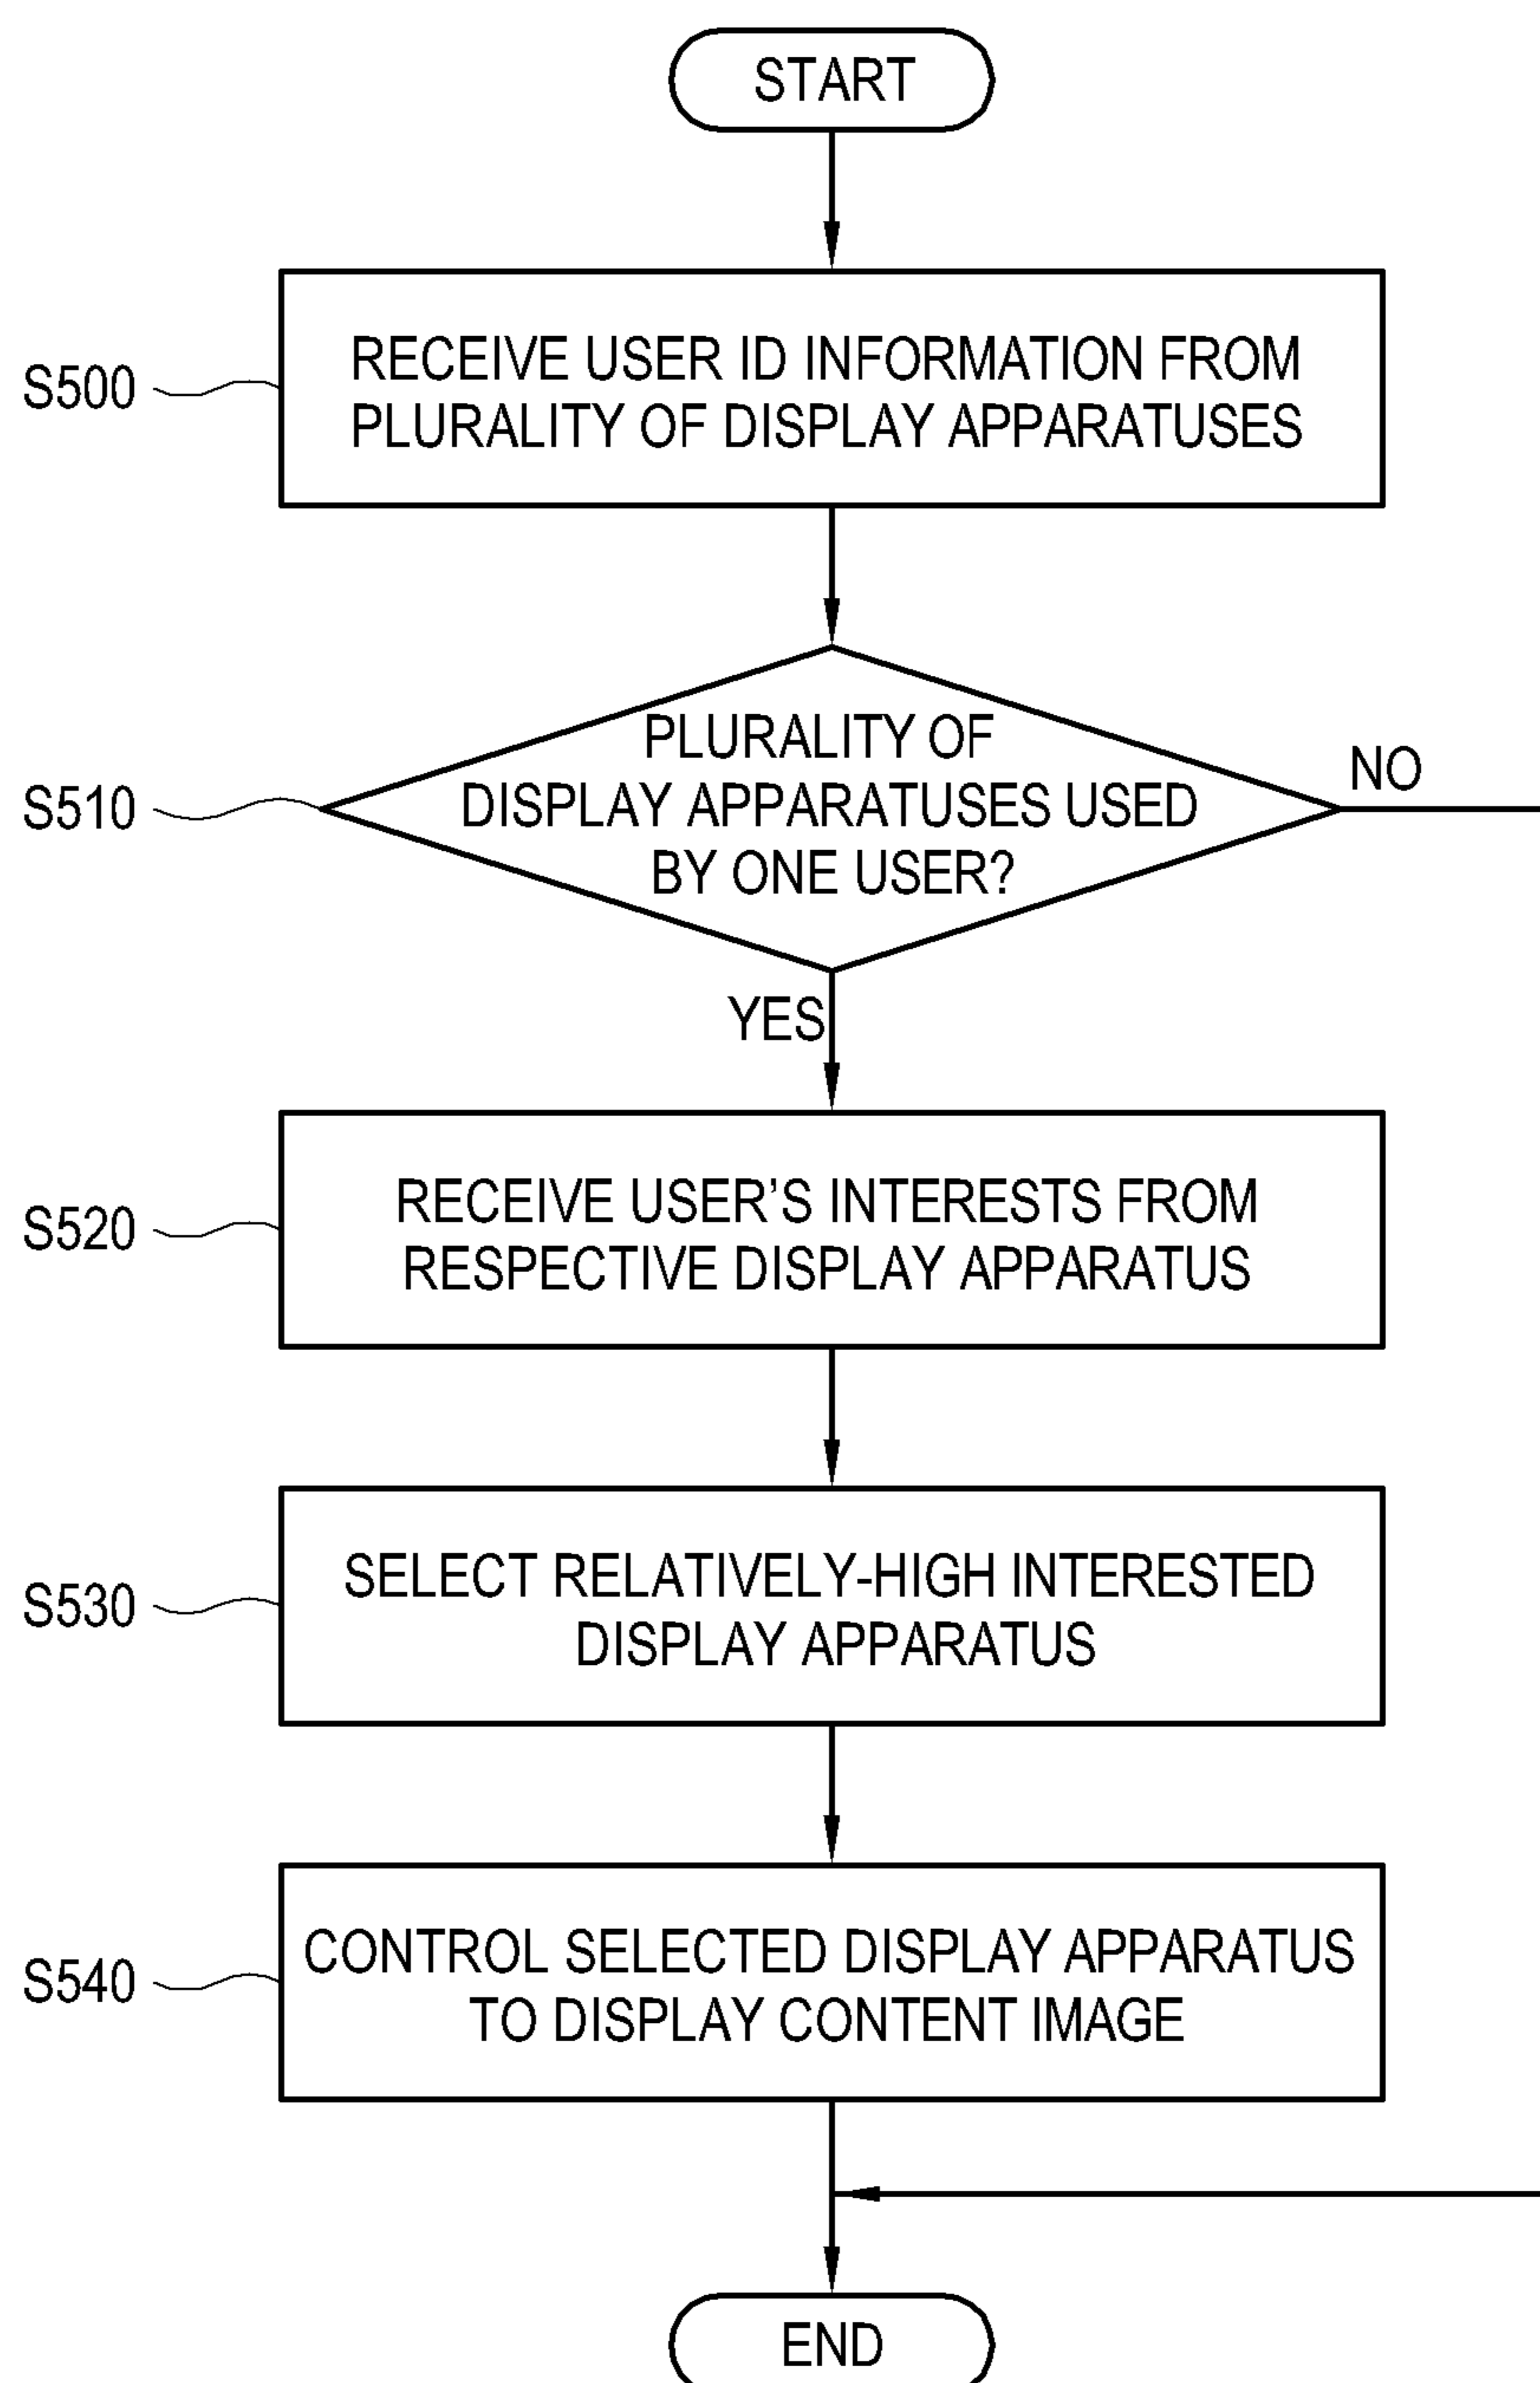 START
S500
RECEIVE USER ID INFORMATION FROM
PLURALITY OF DISPLAY APPARATUSES
S510
PLURALITY OF
DISPLAY APPARATUSES USED
BY ONE USER?
NO
YES
S520
RECEIVE USER'S INTERESTS FROM
RESPECTIVE DISPLAY APPARATUS
S530
SELECT RELATIVELY-HIGH INTERESTED
DISPLAY APPARATUS
S540
CONTROL SELECTED DISPLAY APPARATUS
TO DISPLAY CONTENT IMAGE
END